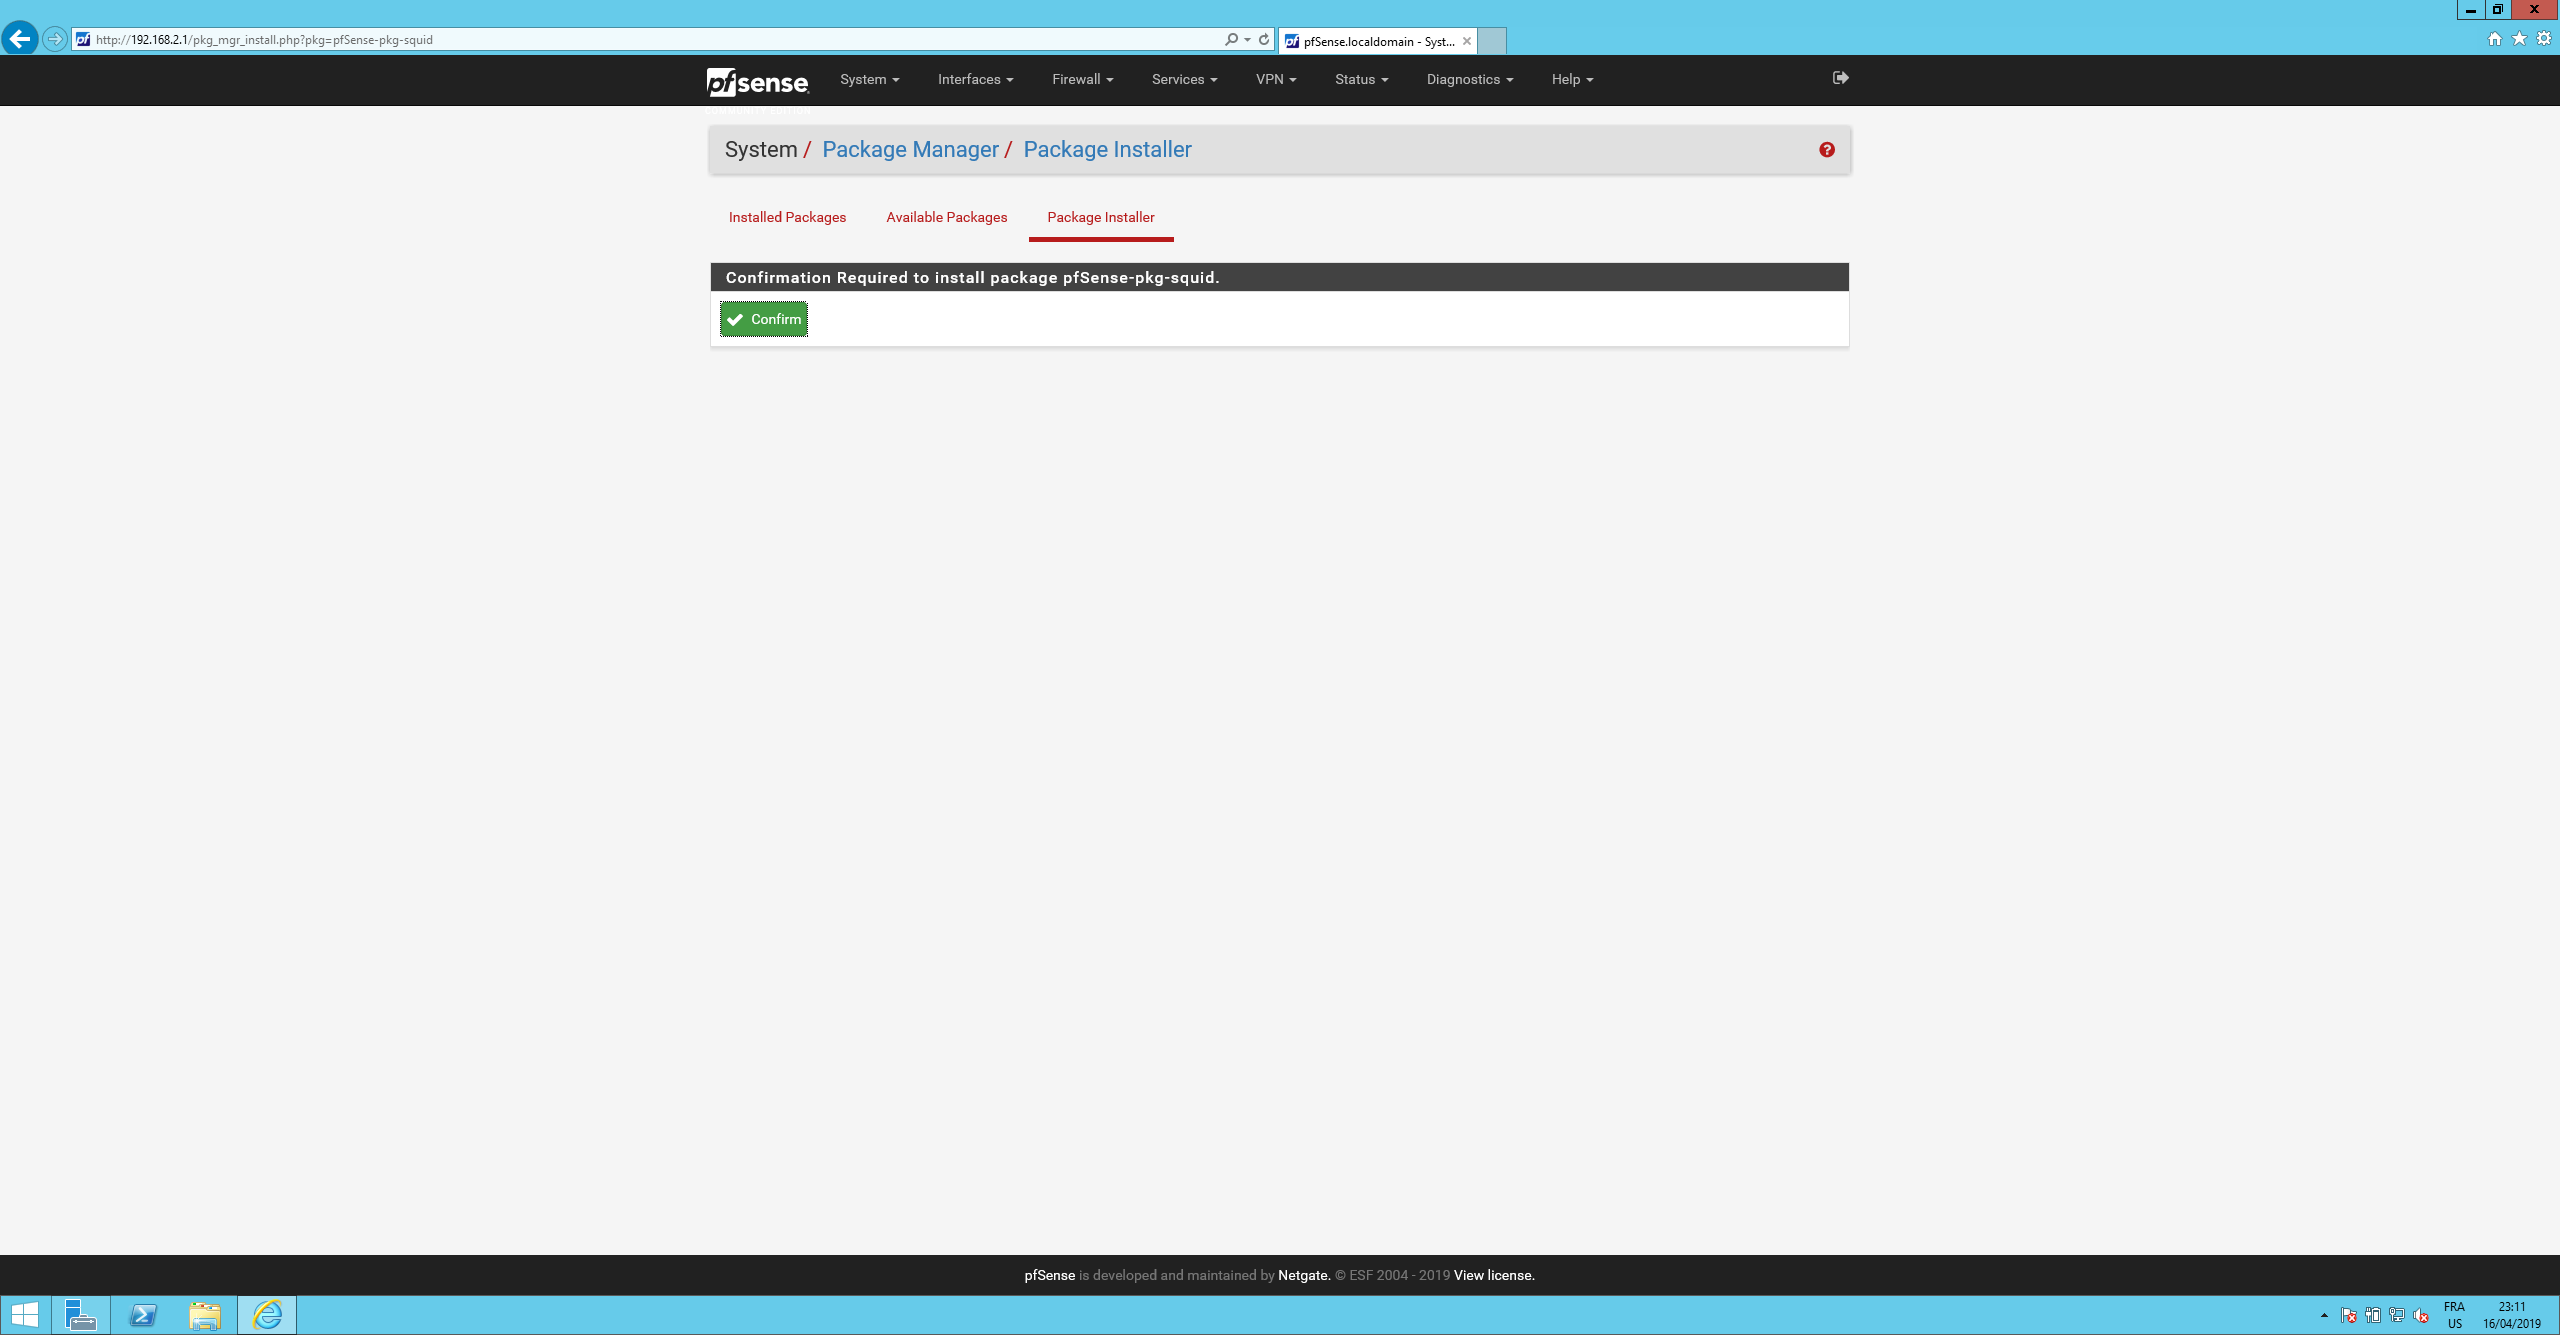 http://192.168.2.1/pkg_mgr_install.php?pkg=pfSense-pkg-squid
pfSense.localdomain - Syst...
pfsense
System Interfaces Firewall Services VPN Status Diagnostics Help
System / Package Manager / Package Installer
Installed Packages Available Packages Package Installer
Confirmation Required to install package pfSense-pkg-squid.
Confirm
pfSense is developed and maintained by Netgate. © ESF 2004 - 2019 View license.
FRA 23:11
US 16/04/2019